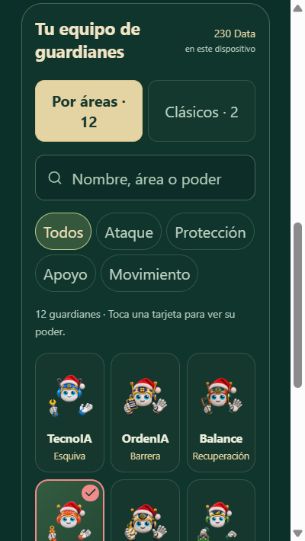 Tu equipo de
guardianes
230 Data
en este dispositivo
Por áreas ·
12
Clásicos · 2
Nombre, área o poder
Todos
Ataque
Protección
Apoyo
Movimiento
12 guardianes · Toca una tarjeta para ver su
poder.
TecnoIA
OrdenIA
Balance
Esquiva
Barrera
Recuperación